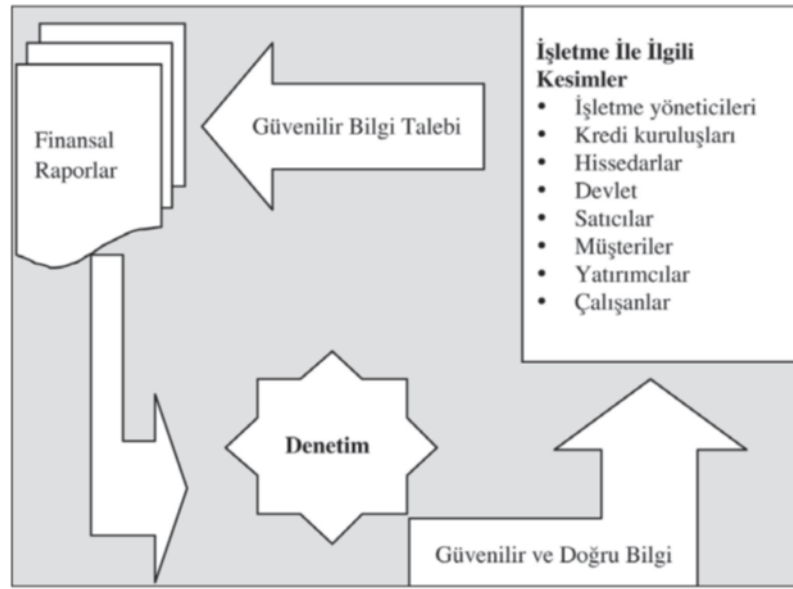 Finansal
Raporlar
Güvenilir Bilgi Talebi
İşletme İle İlgili
Kesimler
• İşletme yöneticileri
• Kredi kuruluşları
• Hissedarlar
• Devlet
• Satıcılar
• Müşteriler
• Yatırımcılar
• Çalışanlar
Denetim
Güvenilir ve Doğru Bilgi